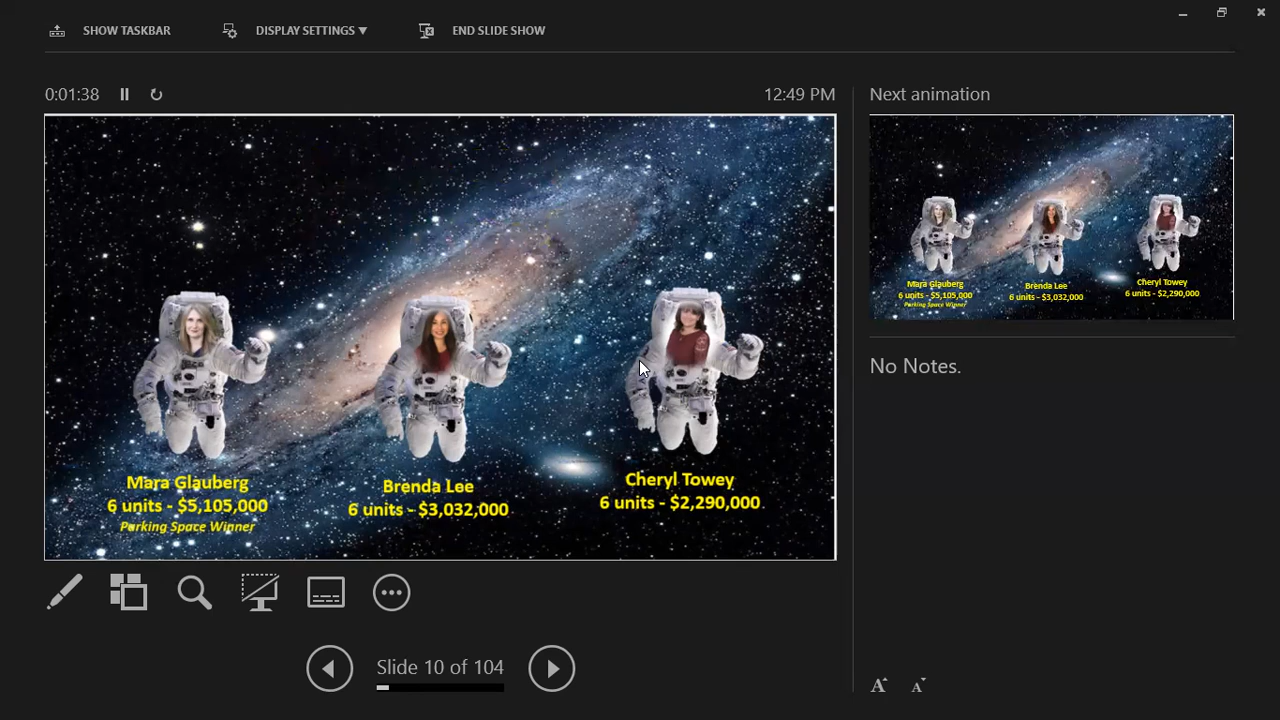 SHOW TASKBAR
DISPLAY SETTINGS ▼
END SLIDE SHOW
0:01:38
12:49 PM
Next animation
Mara Glauberg
6 units - $5,105,000
Parking Space Winner
Brenda Lee
6 units - $3,032,000
Cheryl Towey
6 units - $2,290,000
Mara Glauberg
6 units - $5,105,000
Parking Space Winner
Brenda Lee
6 units - $3,032,000
Cheryl Towey
6 units - $2,290,000
No Notes.
Slide 10 of 104
A A